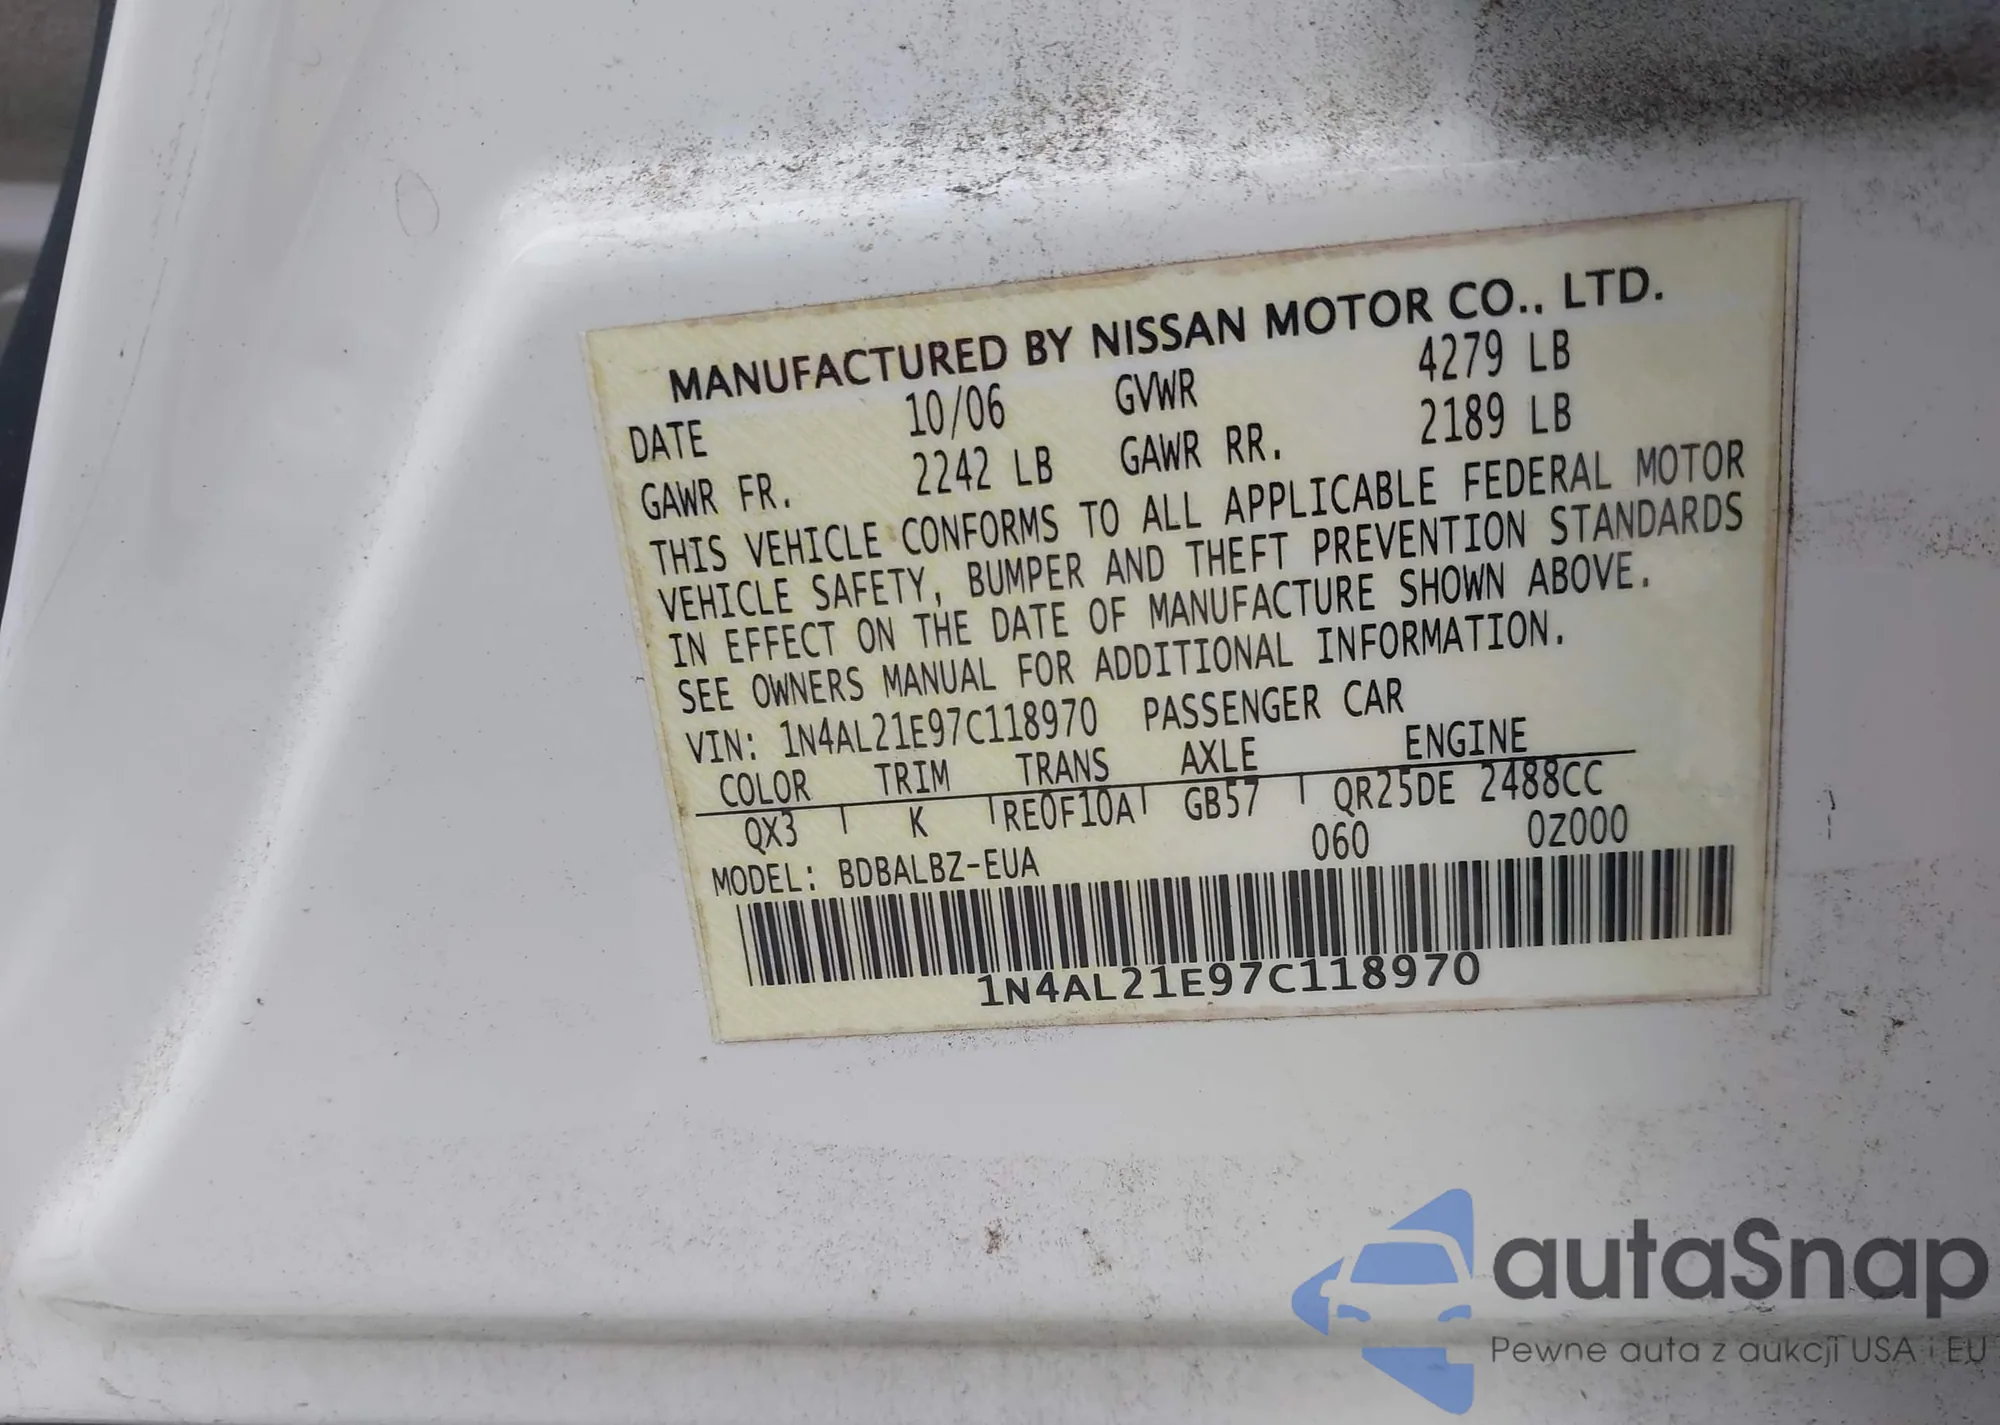 MANUFACTURED BY NISSAN MOTOR CO., LTD.
DATE 10/06 GVWR 4279 LB
GAWR FR. 2242 LB GAWR RR. 2189 LB
THIS VEHICLE CONFORMS TO ALL APPLICABLE FEDERAL MOTOR
VEHICLE SAFETY, BUMPER AND THEFT PREVENTION STANDARDS
IN EFFECT ON THE DATE OF MANUFACTURE SHOWN ABOVE.
SEE OWNERS MANUAL FOR ADDITIONAL INFORMATION.
VIN: 1N4AL21E97C118970 PASSENGER CAR
COLOR TRIM TRANS AXLE ENGINE
QX3 K RE0F10A GB57 QR25DE 2488CC
MODEL: BDBALBZ-EUA 060 0Z000
1N4AL21E97C118970
autaSnap
Pewne auta z aukcji USA i EU